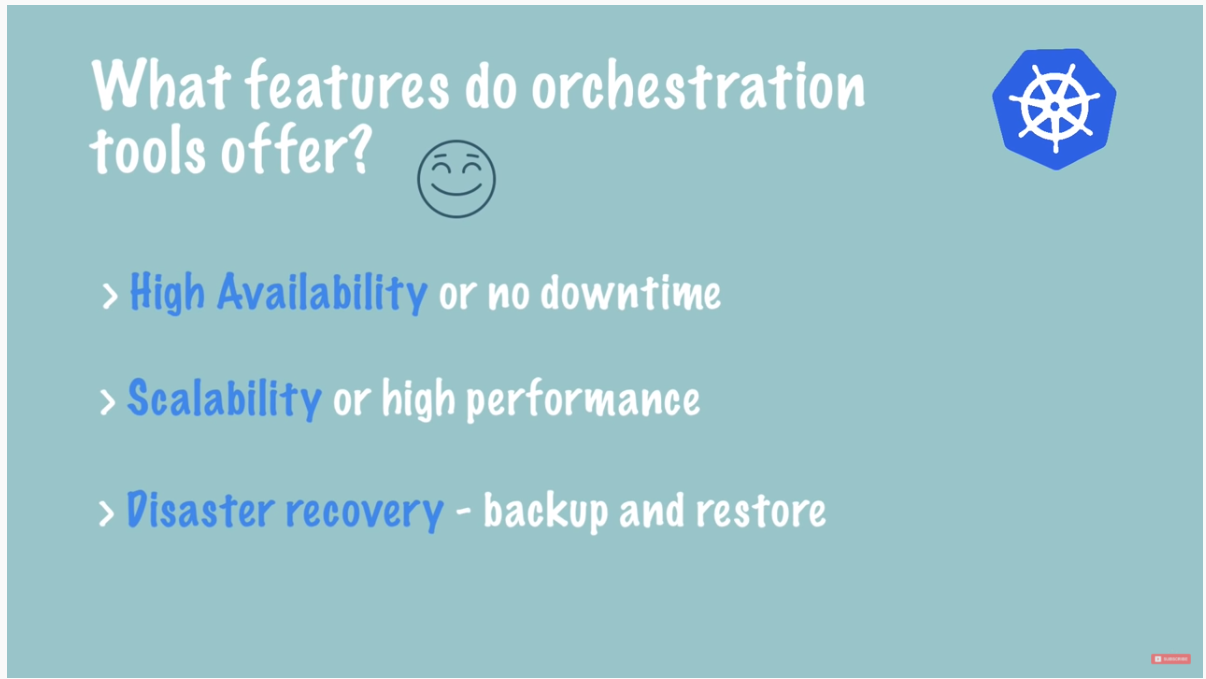 What features do orchestration
tools offer?
> High Availability or no downtime
> Scalability or high performance
> Disaster recovery - backup and restore
SUBSCRIBE